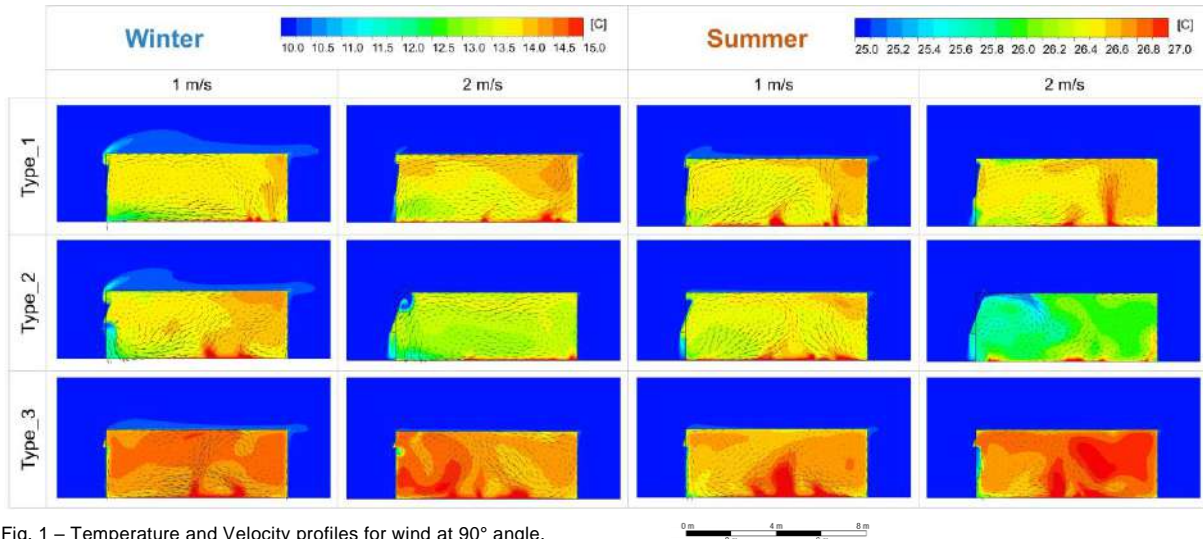 Winter
[C]
10.0 10.5 11.0 11.5 12.0 12.5 13.0 13.5 14.0 14.5 15.0
Summer
[C]
25.0 25.2 25.4 25.6 25.8 26.0 26.2 26.4 26.6 26.8 27.0
1 m/s 2 m/s 1 m/s 2 m/s
Type_1
Type_2
Type_3
Fig. 1 – Temperature and Velocity profiles for wind at 90° angle.
0 m 4 m 8 m